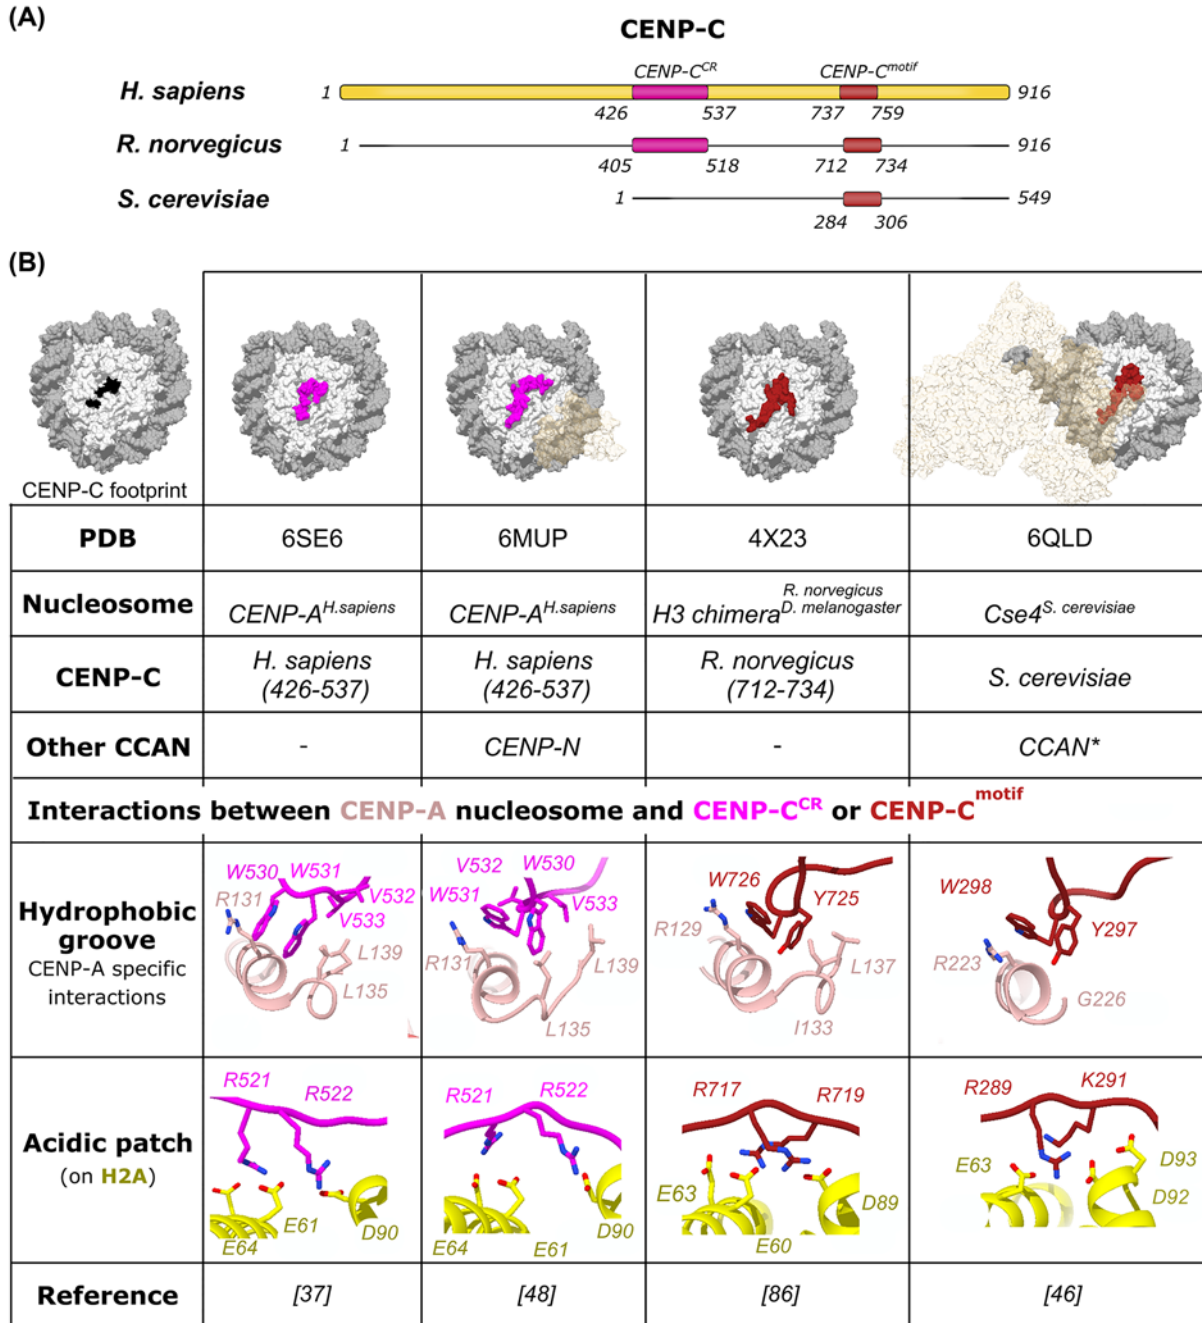 (A)
CENP-C
CENP-C^CR CENP-C^motif
H. sapiens 1 916
426 537 737 759
R. norvegicus 1 916
405 518 712 734
S. cerevisiae 1 549
284 306
(B)
CENP-C footprint
PDB 6SE6 6MUP 4X23 6QLD
Nucleosome CENP-A^H.sapiens CENP-A^H.sapiens H3 chimera^R. norvegicus D. melanogaster Cse4^S. cerevisiae
CENP-C H. sapiens (426-537) H. sapiens (426-537) R. norvegicus (712-734) S. cerevisiae
Other CCAN - CENP-N - CCAN*
Interactions between CENP-A nucleosome and CENP-C^CR or CENP-C^motif
Hydrophobic
groove
CENP-A specific
interactions
W530 W531
R131 V532
V533
L139
L135
V532 W530
W531 V533
R131 L139
L135
W726 Y725
R129 L137
I133
W298
Y297
R223
G226
Acidic patch
(on H2A)
R521 R522
E61 D90
E64
R521 R522
D90
E64 E61
R717 R719
E63 D89
E60
R289 K291
E63 D93
D92
Reference [37] [48] [86] [46]